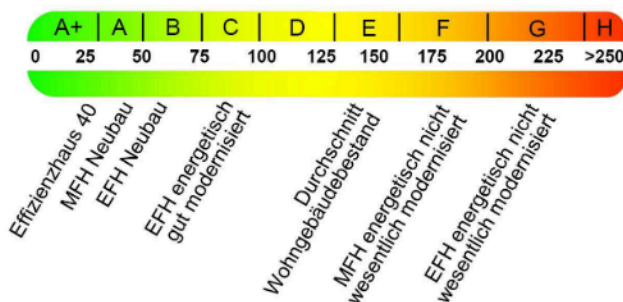 A+ A B C D E F G H
0 25 50 75 100 125 150 175 200 225 >250
Effizienzhaus 40
MFH Neubau
EFH Neubau
EFH energetisch
gut modernisiert
Durchschnitt
Wohngebäudebestand
MFH energetisch nicht
wesentlich modernisiert
EFH energetisch nicht
wesentlich modernisiert